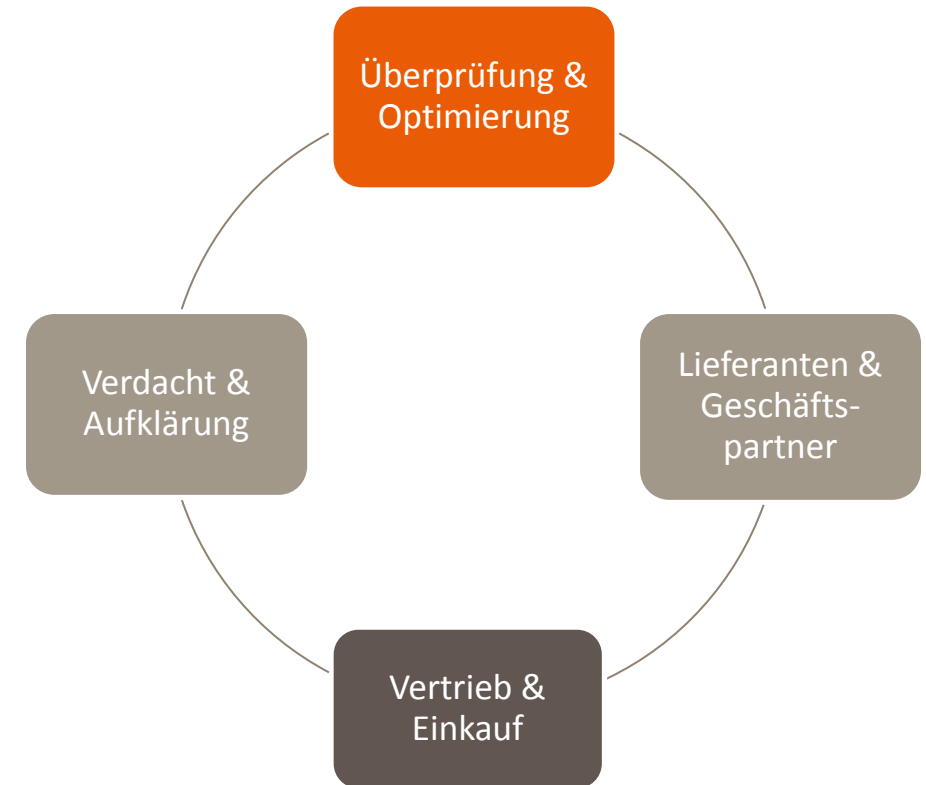 Überprüfung &
Optimierung
Verdacht &
Aufklärung
Lieferanten &
Geschäfts-
partner
Vertrieb &
Einkauf